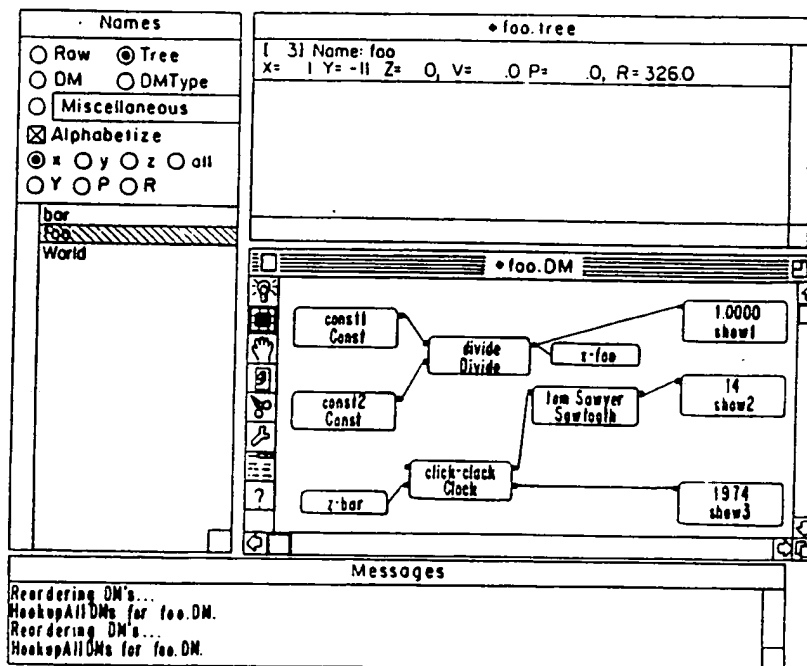 Names
Raw Tree
DM DMType
Miscellaneous
Alphabetize
x y z all
Y P R
bar
Foo
World
foo.tree
[ 3] Name: foo
X= 1 Y= -11 Z= 0, V= .0 P= .0, R= 326.0
foo.DM
const1
Const
const2
Const
divide
Divide
x-foo
1.0000
show1
tom Sawyer
Sawtooth
14
show2
z-bar
click-clack
Clock
1974
show3
?
Messages
Reordering DM's...
HookupAllDMs for foo.DM.
Reordering DM's...
HookupAllDMs for foo.DM.